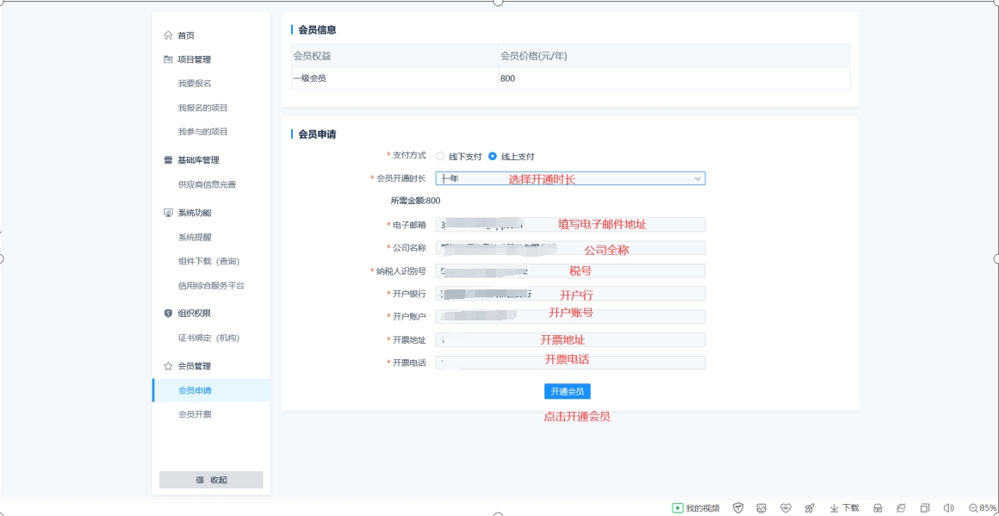 首页
项目管理
我要报名
我报名的项目
我参与的项目
基础库管理
供应商信息完善
系统功能
系统提醒
组件下载（查询）
信用综合服务平台
组织权限
证书绑定（机构）
会员管理
会员申请
会员开票
收起
会员信息
会员权益 会员价格(元/年)
一级会员 800
会员申请
*支付方式 线下支付 线上支付
*会员开通时长 一年 选择开通时长
所需金额:800
*电子邮箱 填写电子邮件地址
*公司名称 公司全称
*纳税人识别号 税号
*开户银行 开户行
*开户账户 开户账号
*开票地址 开票地址
*开票电话 开票电话
开通会员
点击开通会员
我的视频 下载 85%